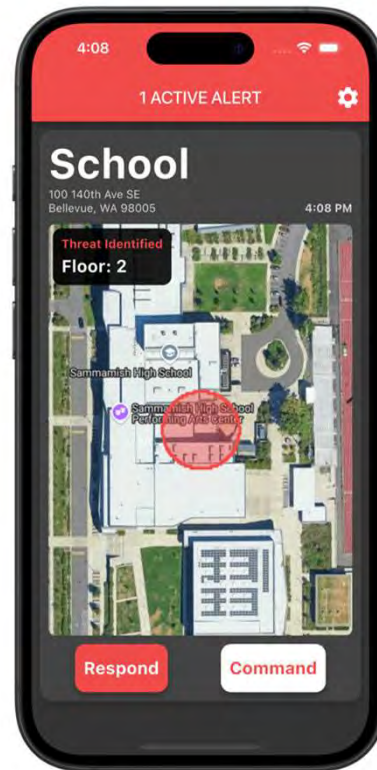 4:08
1 ACTIVE ALERT
School
100 140th Ave SE
Bellevue, WA 98005
4:08 PM
Threat Identified
Floor: 2
Sammamish High School
Sammamish High School
Performing Arts Center
Respond
Command